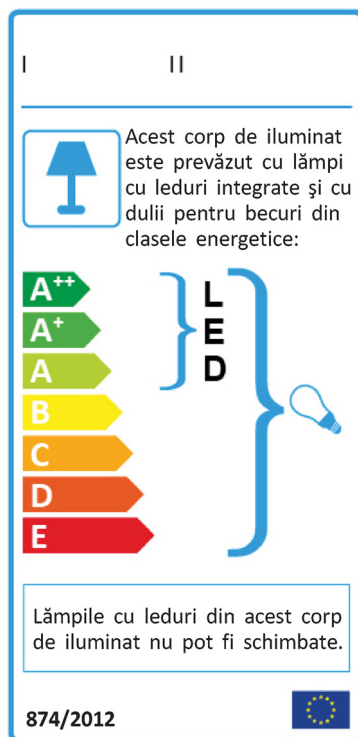 I II
Acest corp de iluminat
este prevăzut cu lămpi
cu leduri integrate şi cu
dulii pentru becuri din
clasele energetice:
A++
A+
A
B
C
D
E
L
E
D
Lămpile cu leduri din acest corp
de iluminat nu pot fi schimbate.
874/2012